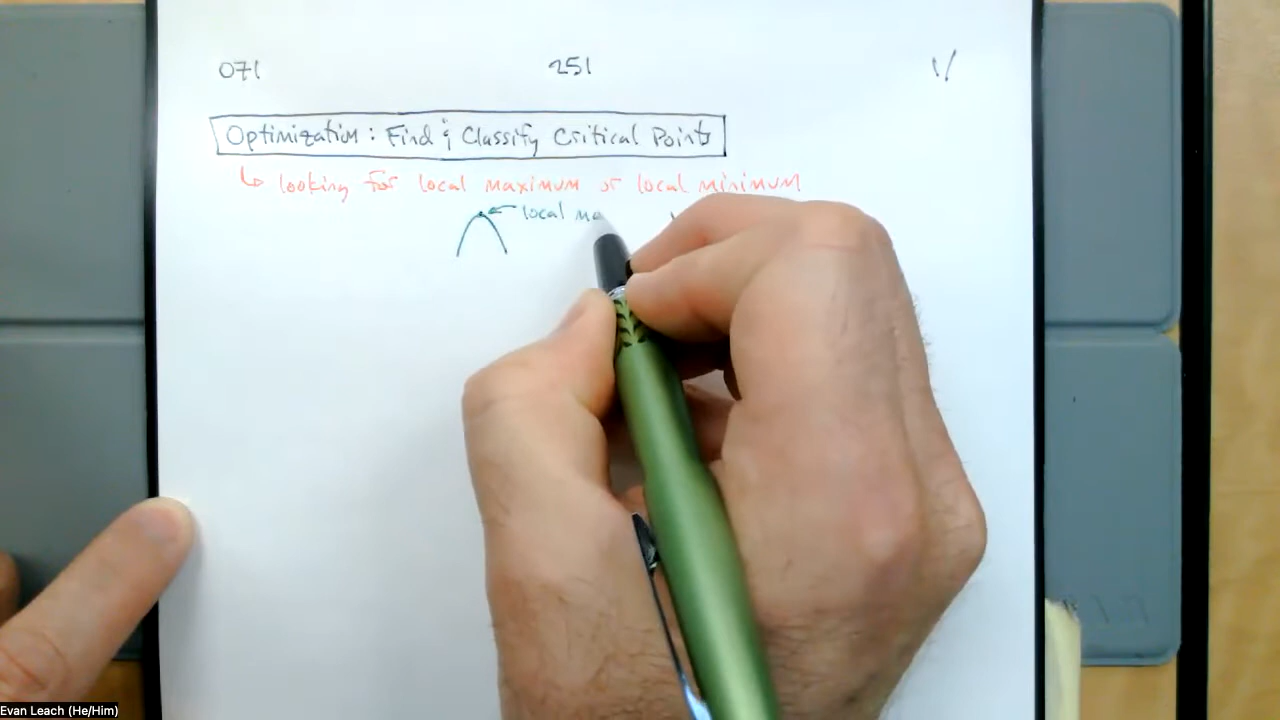 071 251 1/
Optimization: Find & Classify Critical Points
↳ looking for local maximum or local minimum
local
Evan Leach (He/Him)